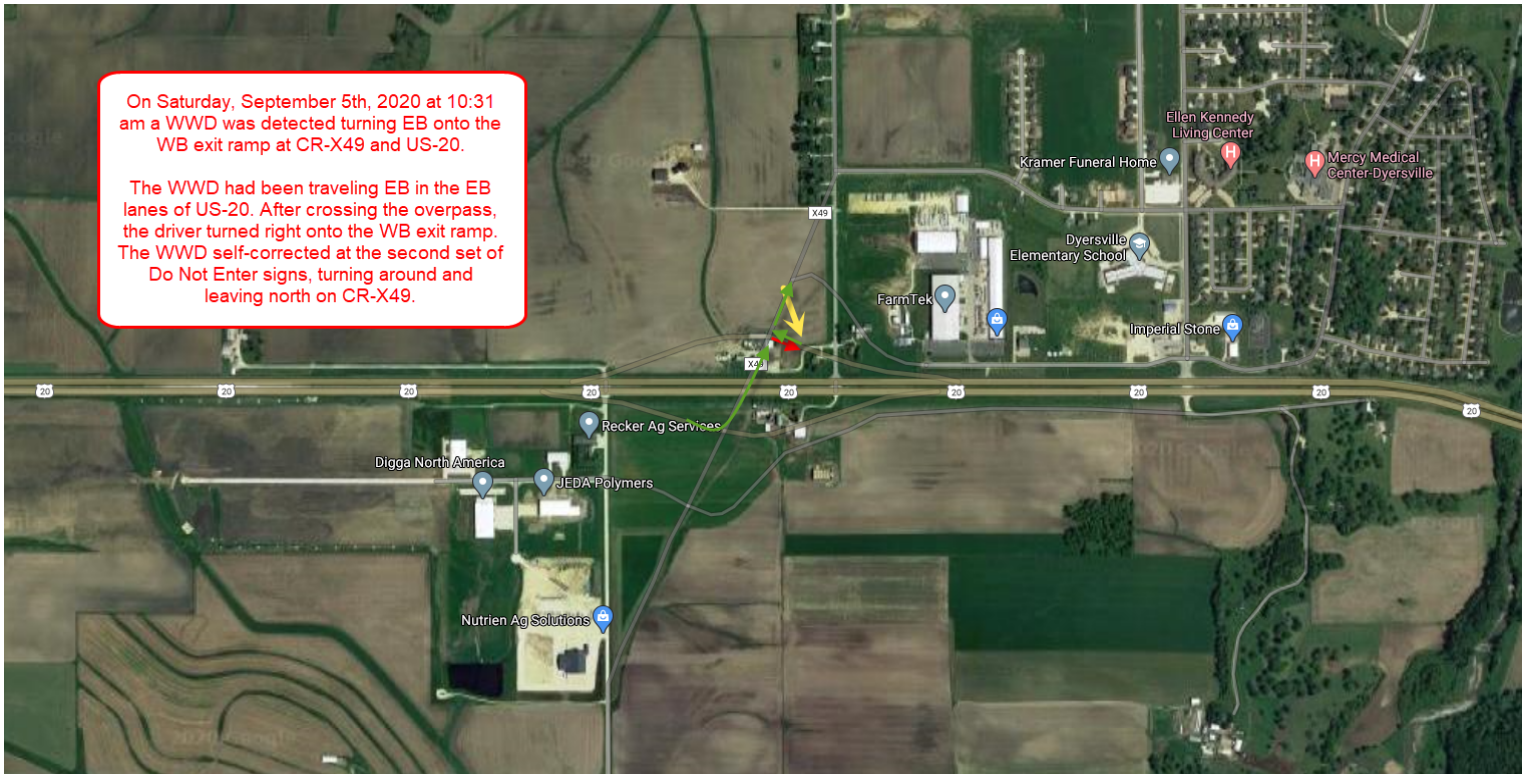 On Saturday, September 5th, 2020 at 10:31
am a WWD was detected turning EB onto the
WB exit ramp at CR-X49 and US-20.
The WWD had been traveling EB in the EB
lanes of US-20. After crossing the overpass,
the driver turned right onto the WB exit ramp.
The WWD self-corrected at the second set of
Do Not Enter signs, turning around and
leaving north on CR-X49.
Ellen Kennedy
Living Center
Kramer Funeral Home
Mercy Medical
Center-Dyersville
X49
Dyersville
Elementary School
FarmTek
Imperial Stone
X49
20
20
20
20
20
20
20
20
20
Recker Ag Services
Digga North America
JEDA Polymers
Nutrien Ag Solutions